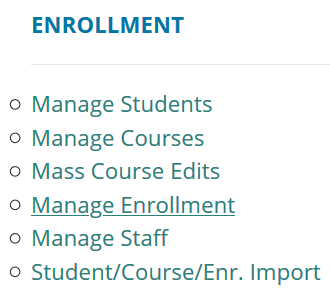 ENROLLMENT
Manage Students
Manage Courses
Mass Course Edits
Manage Enrollment
Manage Staff
Student/Course/Enr. Import